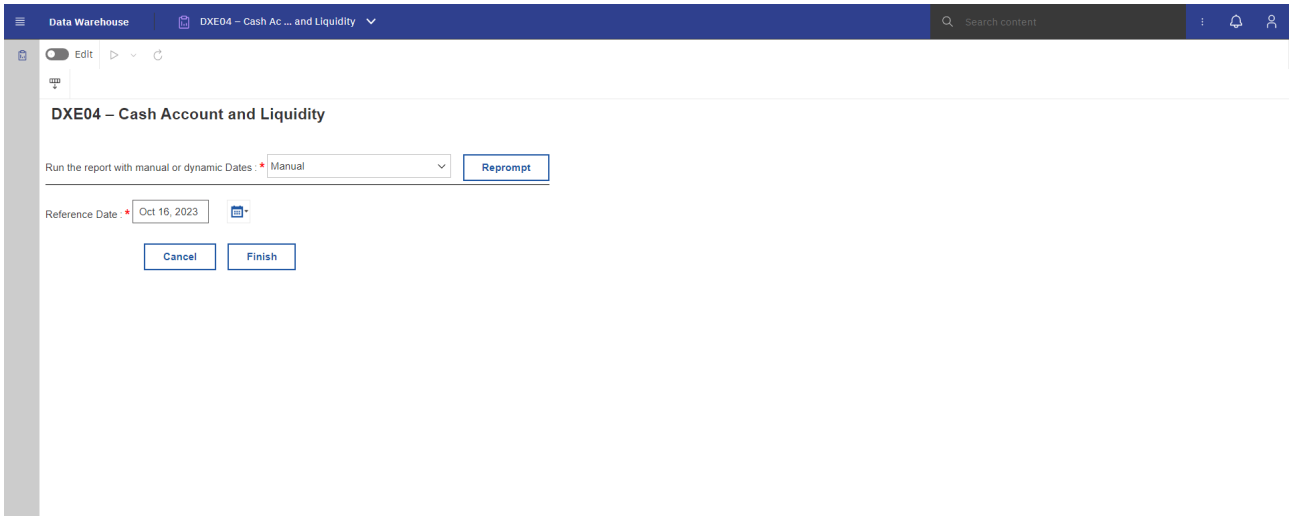 Data Warehouse DXE04 – Cash Ac ... and Liquidity Search content
Edit
DXE04 – Cash Account and Liquidity
Run the report with manual or dynamic Dates : * Manual Reprompt
Reference Date : * Oct 16, 2023
Cancel Finish